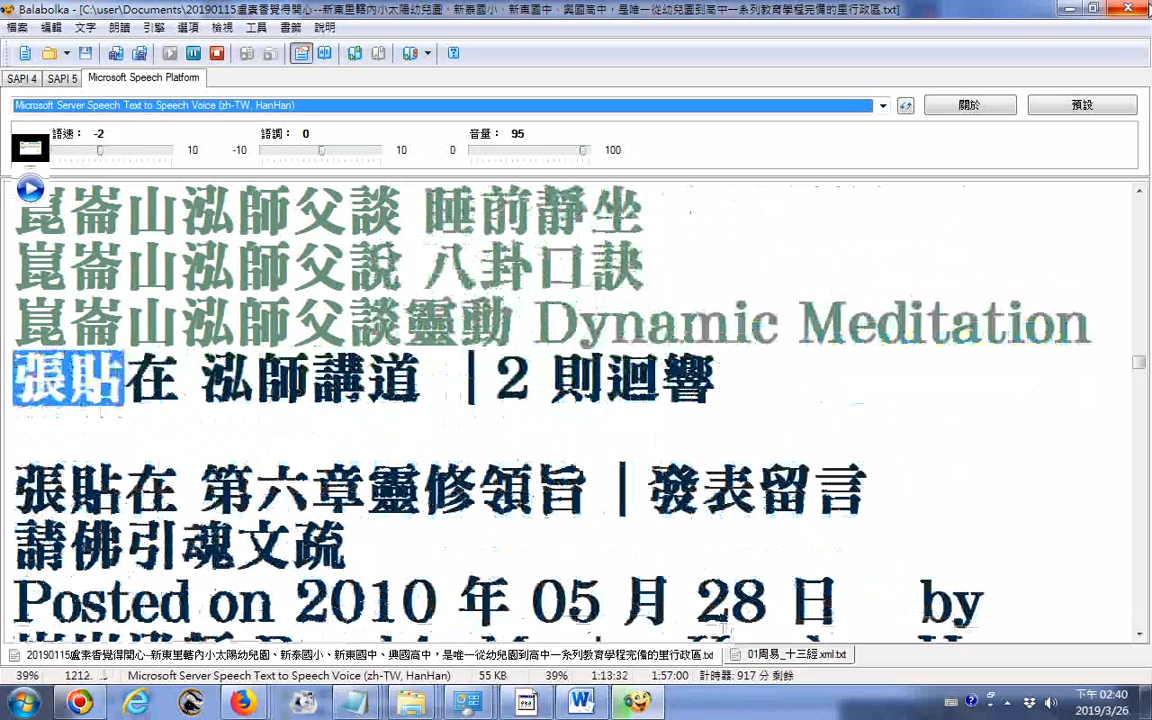 Balabolka - [C:\user\Documents\20190115盧素香覺得開心--新東里轄內小太陽幼兒園、新泰國小、新東國中、興國高中，是唯一從幼兒園到高中一系列教育學程完備的里行政區.txt]
檔案 編輯 文字 朗讀 引擎 選項 檢視 工具 書籤 說明
SAPI 4 SAPI 5 Microsoft Speech Platform
Microsoft Server Speech Text to Speech Voice (zh-TW, HanHan) 關於 預設
語速： -2 語調： 0 音量： 95
10 -10 10 0 100
崑崙山泓師父談 睡前靜坐
崑崙山泓師父說 八卦口訣
崑崙山泓師父談靈動 Dynamic Meditation
張貼在 泓師講道 | 2 則迴響
張貼在 第六章靈修領旨 | 發表留言
請佛引魂文疏
Posted on 2010 年 05 月 28 日 by
20190115盧素香覺得開心--新東里轄內小太陽幼兒園、新泰國小、新東國中、興國高中，是唯一從幼兒園到高中一系列教育學程完備的里行政區.txt 01周易_十三經.xml.txt
39% 1212... Microsoft Server Speech Text to Speech Voice (zh-TW, HanHan) 55 KB 39% 1:13:32 1:57:00 計時器: 917 分 剩餘
下午 02:40
2019/3/26